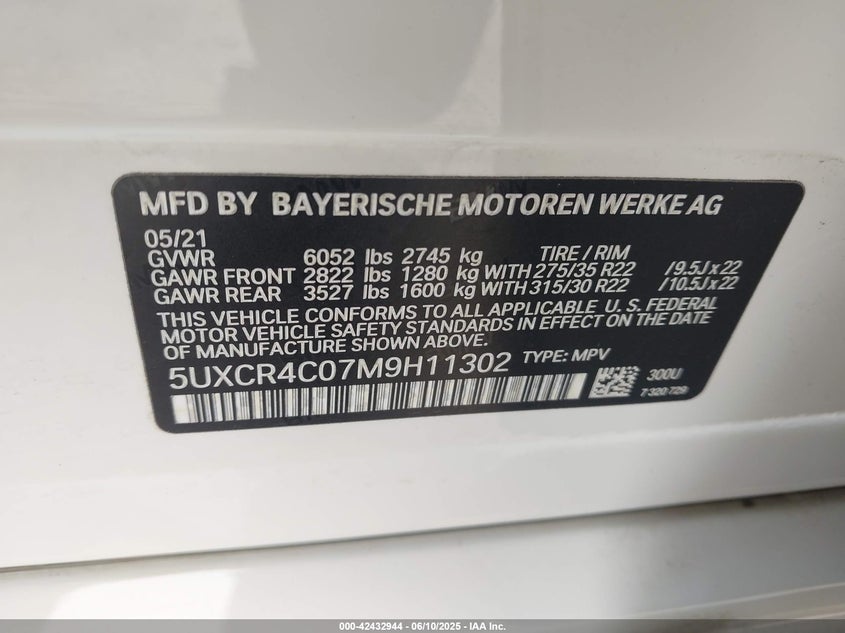 MFD BY BAYERISCHE MOTOREN WERKE AG
05/21
GVWR 6052 lbs 2745 kg TIRE / RIM
GAWR FRONT 2822 lbs 1280 kg WITH 275/35 R22 / 9.5J x 22
GAWR REAR 3527 lbs 1600 kg WITH 315/30 R22 / 10.5J x 22
THIS VEHICLE CONFORMS TO ALL APPLICABLE U.S. FEDERAL
MOTOR VEHICLE SAFETY STANDARDS IN EFFECT ON THE DATE
OF MANUFACTURE SHOWN ABOVE.
5UXCR4C07M9H11302 TYPE: MPV
300U
7 320 729
000-42432944 - 06/10/2025 - IAA Inc.